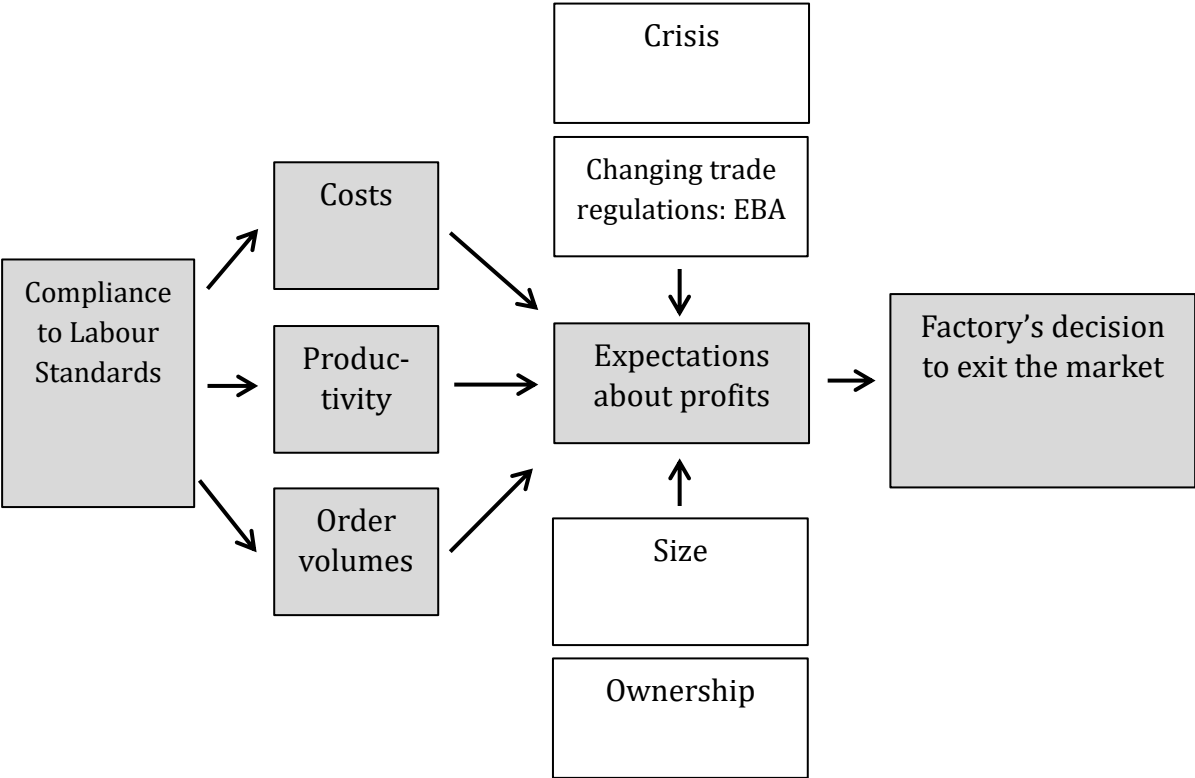 Crisis
Changing trade
regulations: EBA
Costs
Compliance
to Labour
Standards
Produc-
tivity
Order
volumes
Expectations
about profits
Factory’s decision
to exit the market
Size
Ownership